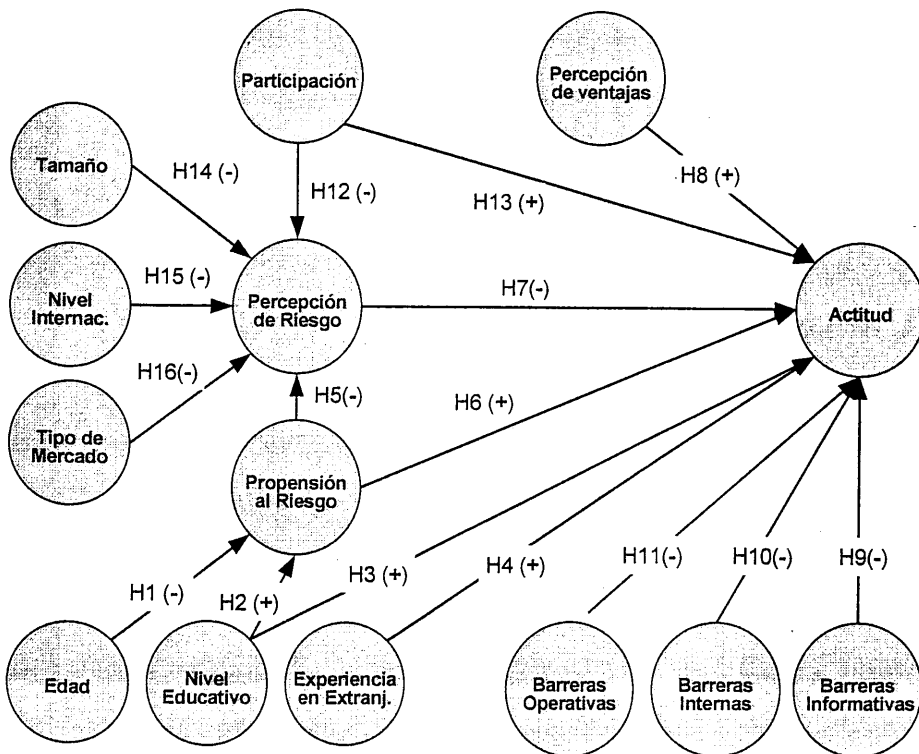 Participación
Percepción
de ventajas
Tamaño
H14 (-)
H12 (-)
H13 (+)
H8 (+)
Nivel
Internac.
H15 (-)
Percepción
de Riesgo
H7(-)
Actitud
H16(-)
H5(-)
H6 (+)
Tipo de
Mercado
Propensión
al Riesgo
H1 (-)
H2 (+)
H3 (+)
H4 (+)
H11(-)
H10(-)
H9(-)
Edad
Nivel
Educativo
Experiencia
en Extranj.
Barreras
Operativas
Barreras
Internas
Barreras
Informativas